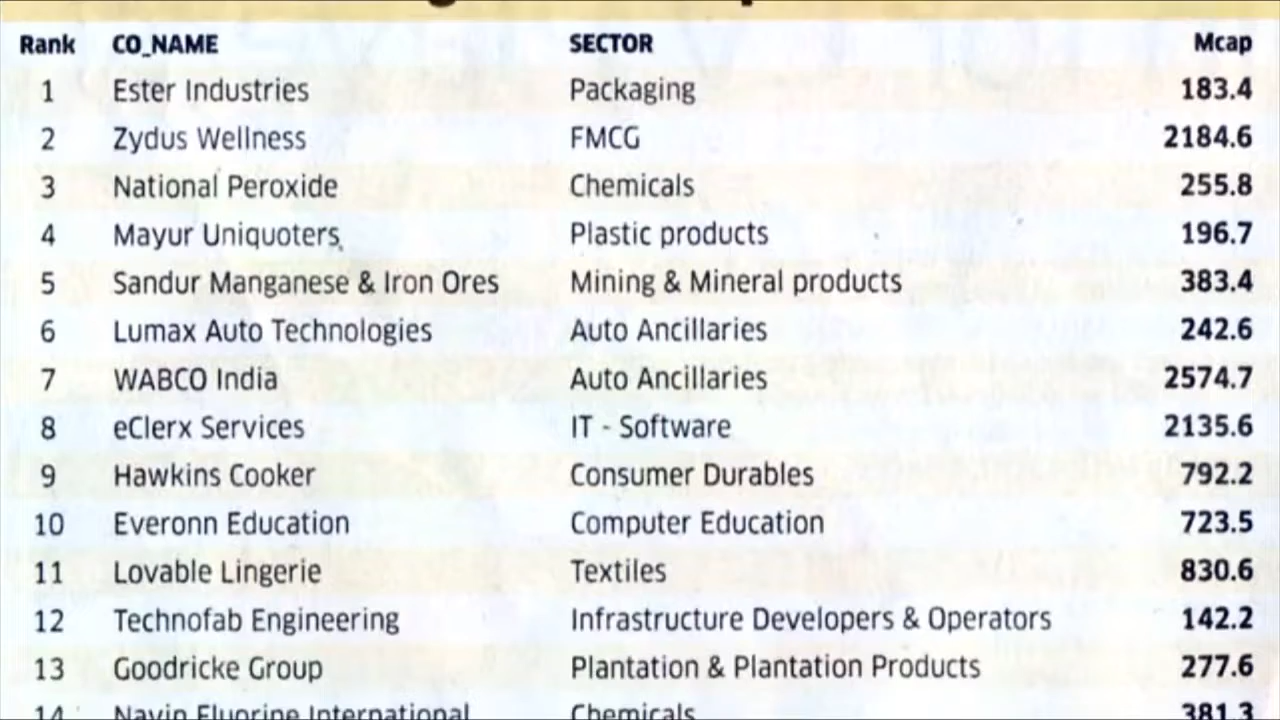 Rank CO_NAME SECTOR Mcap
1 Ester Industries Packaging 183.4
2 Zydus Wellness FMCG 2184.6
3 National Peroxide Chemicals 255.8
4 Mayur Uniquoters Plastic products 196.7
5 Sandur Manganese & Iron Ores Mining & Mineral products 383.4
6 Lumax Auto Technologies Auto Ancillaries 242.6
7 WABCO India Auto Ancillaries 2574.7
8 eClerx Services IT - Software 2135.6
9 Hawkins Cooker Consumer Durables 792.2
10 Everonn Education Computer Education 723.5
11 Lovable Lingerie Textiles 830.6
12 Technofab Engineering Infrastructure Developers & Operators 142.2
13 Goodricke Group Plantation & Plantation Products 277.6
14 Navin Fluorine International Chemicals 381.3